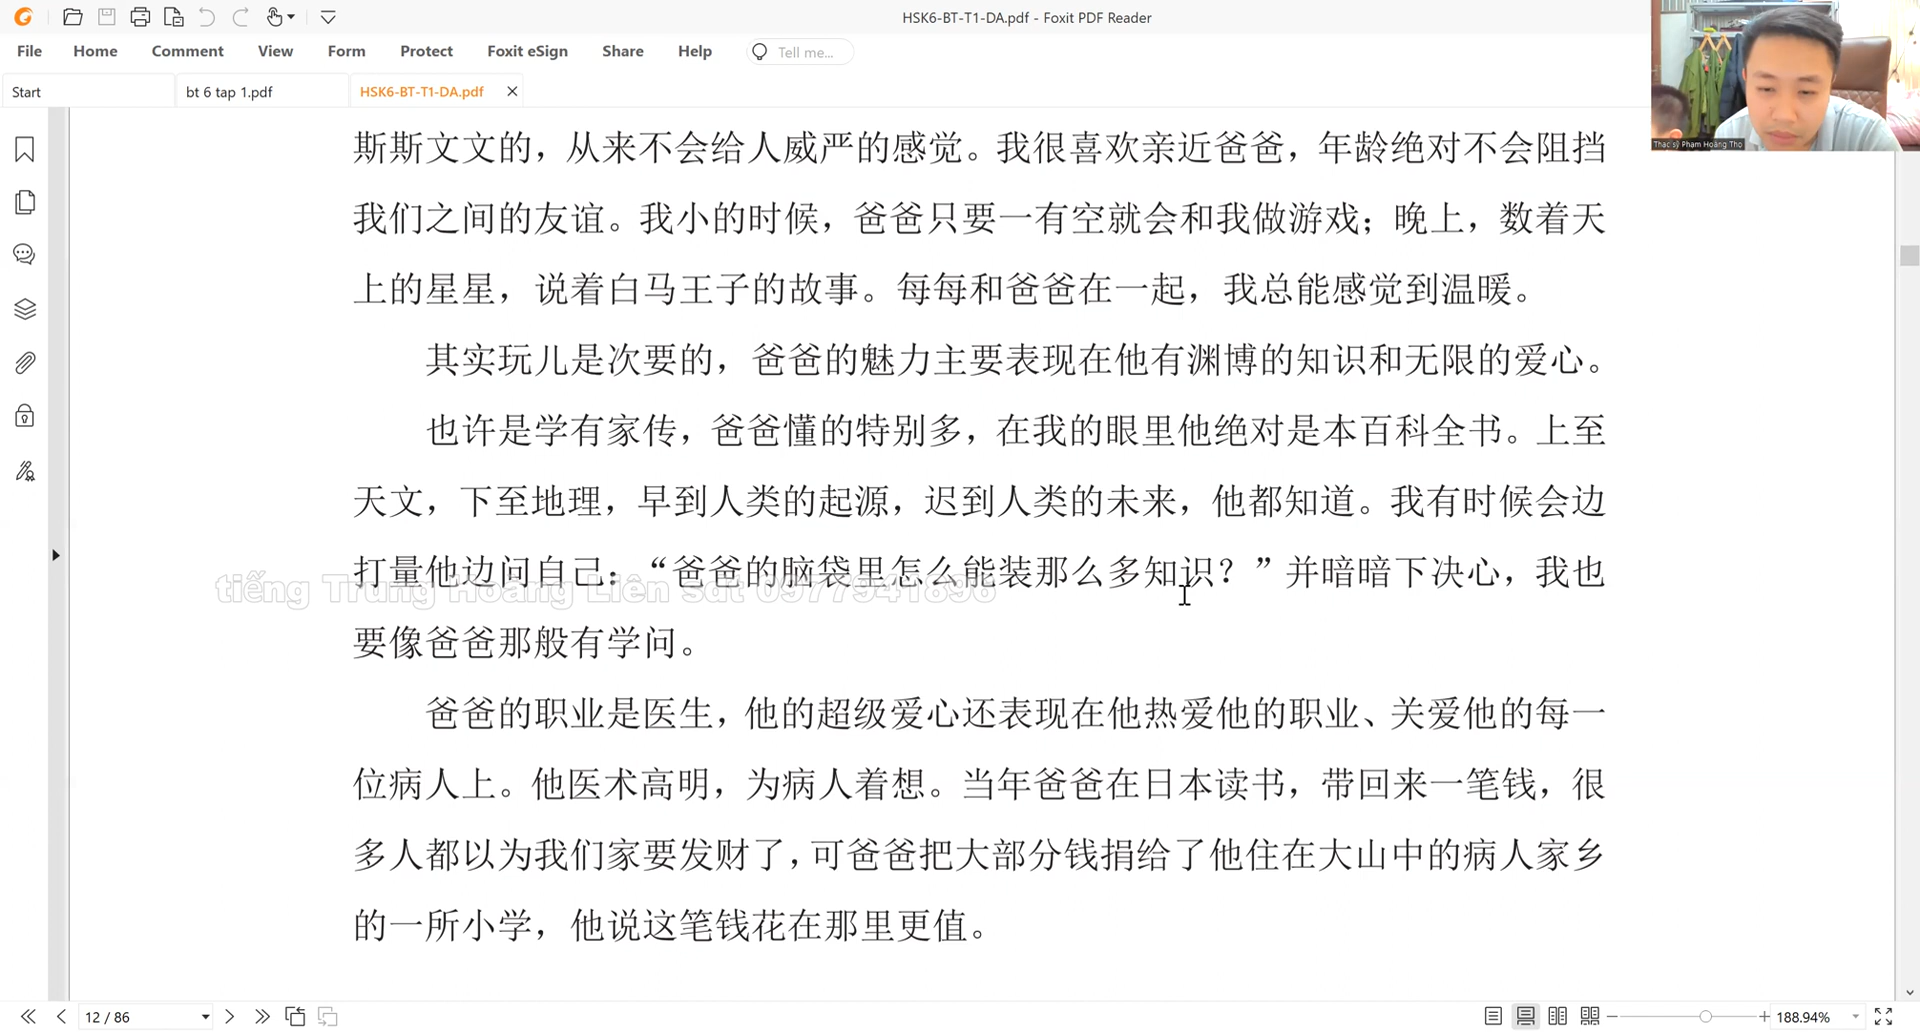 HSK6-BT-T1-DA.pdf - Foxit PDF Reader
File Home Comment View Form Protect Foxit eSign Share Help Tell me...
Start bt 6 tap 1.pdf HSK6-BT-T1-DA.pdf
Thạc sỹ Phạm Hoàng Thọ
斯斯文文的，从来不会给人威严的感觉。我很喜欢亲近爸爸，年龄绝对不会阻挡
我们之间的友谊。我小的时候，爸爸只要一有空就会和我做游戏；晚上，数着天
上的星星，说着白马王子的故事。每每和爸爸在一起，我总能感觉到温暖。
其实玩儿是次要的，爸爸的魅力主要表现在他有渊博的知识和无限的爱心。
也许是学有家传，爸爸懂的特别多，在我的眼里他绝对是本百科全书。上至
天文，下至地理，早到人类的起源，迟到人类的未来，他都知道。我有时候会边
打量他边问自己：“爸爸的脑袋里怎么能装那么多知识？”并暗暗下决心，我也
tiếng Trung Hoàng Liên sđt 0977941896
要像爸爸那般有学问。
爸爸的职业是医生，他的超级爱心还表现在他热爱他的职业、关爱他的每一
位病人上。他医术高明，为病人着想。当年爸爸在日本读书，带回来一笔钱，很
多人都以为我们家要发财了，可爸爸把大部分钱捐给了他住在大山中的病人家乡
的一所小学，他说这笔钱花在那里更值。
12 / 86
188.94%